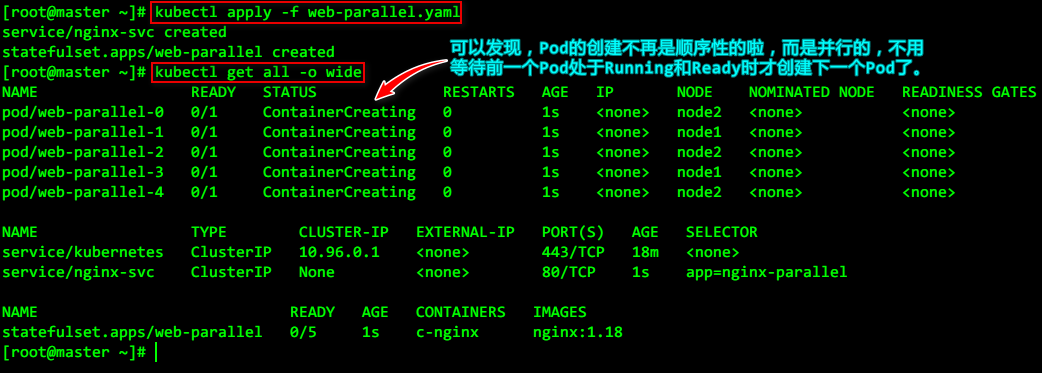 [root@master ~]# kubectl apply -f web-parallel.yaml
service/nginx-svc created
statefulset.apps/web-parallel created
可以发现，Pod的创建不再是顺序性的啦，而是并行的，不用
等待前一个Pod处于Running和Ready时才创建下一个Pod了。
[root@master ~]# kubectl get all -o wide
NAME READY STATUS RESTARTS AGE IP NODE NOMINATED NODE READINESS GATES
pod/web-parallel-0 0/1 ContainerCreating 0 1s <none> node2 <none> <none>
pod/web-parallel-1 0/1 ContainerCreating 0 1s <none> node1 <none> <none>
pod/web-parallel-2 0/1 ContainerCreating 0 1s <none> node2 <none> <none>
pod/web-parallel-3 0/1 ContainerCreating 0 1s <none> node1 <none> <none>
pod/web-parallel-4 0/1 ContainerCreating 0 1s <none> node2 <none> <none>
NAME TYPE CLUSTER-IP EXTERNAL-IP PORT(S) AGE SELECTOR
service/kubernetes ClusterIP 10.96.0.1 <none> 443/TCP 18m <none>
service/nginx-svc ClusterIP None <none> 80/TCP 1s app=nginx-parallel
NAME READY AGE CONTAINERS IMAGES
statefulset.apps/web-parallel 0/5 1s c-nginx nginx:1.18
[root@master ~]#